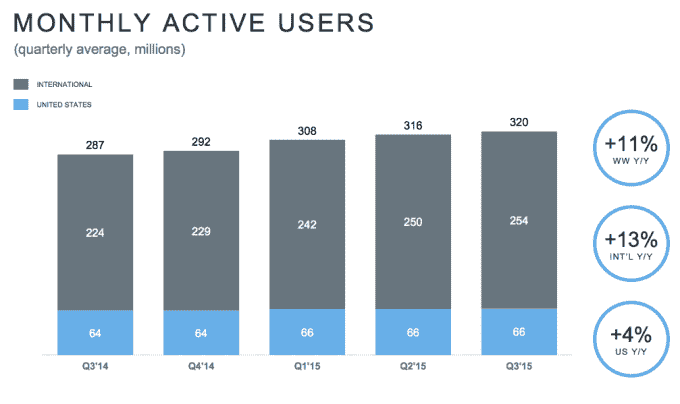 MONTHLY ACTIVE USERS
(quarterly average, millions)
INTERNATIONAL
UNITED STATES
287 292 308 316 320
224 229 242 250 254
64 64 66 66 66
Q3'14 Q4'14 Q1'15 Q2'15 Q3'15
+11%
WW Y/Y
+13%
INT'L Y/Y
+4%
US Y/Y